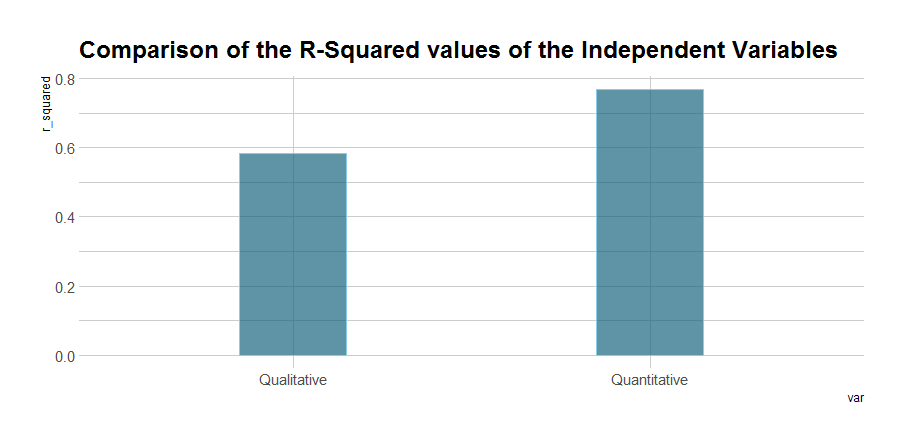 Comparison of the R-Squared values of the Independent Variables
r_squared
0.8
0.6
0.4
0.2
0.0
Qualitative Quantitative
var